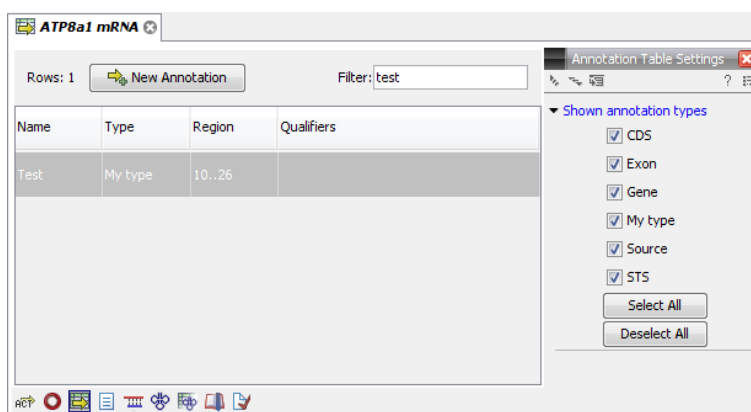 ATP8a1 mRNA
Rows: 1
New Annotation
Filter: test
Name Type Region Qualifiers
Test My type 10..26
Annotation Table Settings
?
Shown annotation types
CDS
Exon
Gene
My type
Source
STS
Select All
Deselect All
ACT